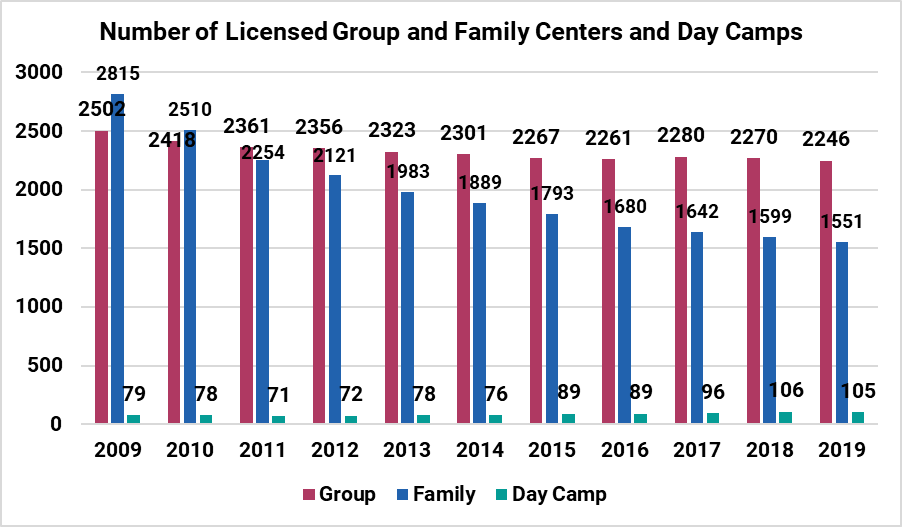 Number of Licensed Group and Family Centers and Day Camps
3000
2500
2000
1500
1000
500
0
2502 2815 79
2418 2510 78
2361 2254 71
2356 2121 72
2323 1983 78
2301 1889 76
2267 1793 89
2261 1680 89
2280 1642 96
2270 1599 106
2246 1551 105
2009 2010 2011 2012 2013 2014 2015 2016 2017 2018 2019
Group Family Day Camp